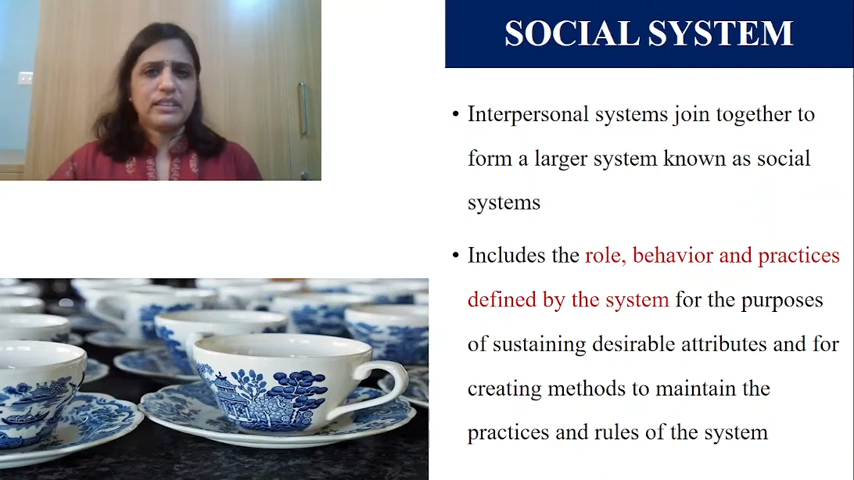 SOCIAL SYSTEM
• Interpersonal systems join together to
form a larger system known as social
systems
• Includes the role, behavior and practices
defined by the system for the purposes
of sustaining desirable attributes and for
creating methods to maintain the
practices and rules of the system